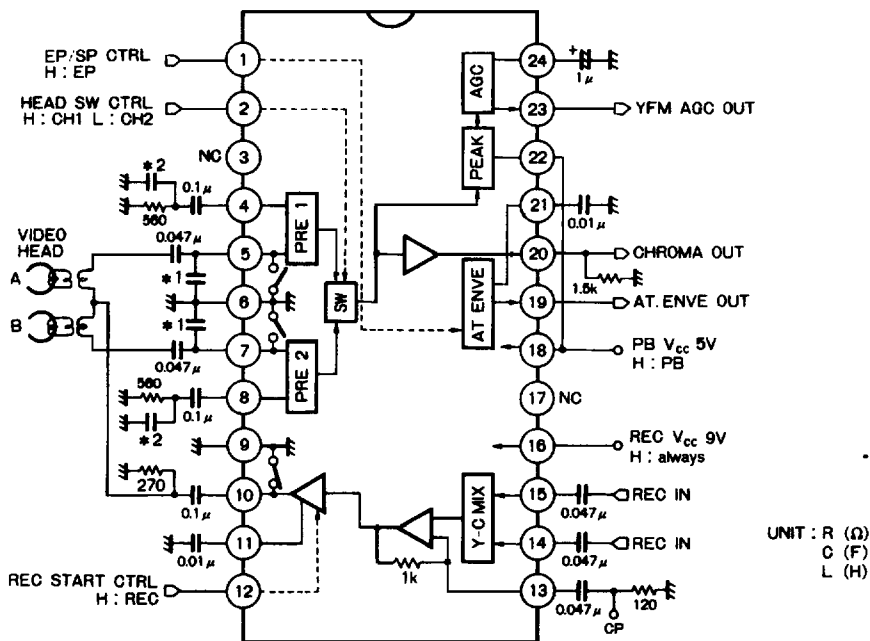 EP/SP CTRL
H : EP
HEAD SW CTRL
H : CH1 L : CH2
NC
*2
0.1μ
560
VIDEO
HEAD
0.047μ
A
*1
B
*1
0.047μ
560
0.1μ
*2
270
0.1μ
0.01μ
REC START CTRL
H : REC
1
2
3
4
5
6
7
8
9
10
11
12
PRE 1
SW
PRE 2
AGC
PEAK
AT ENVE
Y-C MIX
1k
24
23
22
21
20
19
18
17
16
15
14
13
+
1μ
YFM AGC OUT
0.01μ
CHROMA OUT
1.5k
AT. ENVE OUT
PB Vcc 5V
H : PB
NC
REC Vcc 9V
H : always
REC IN
0.047μ
REC IN
0.047μ
0.047μ
120
CP
UNIT : R (Ω)
C (F)
L (H)